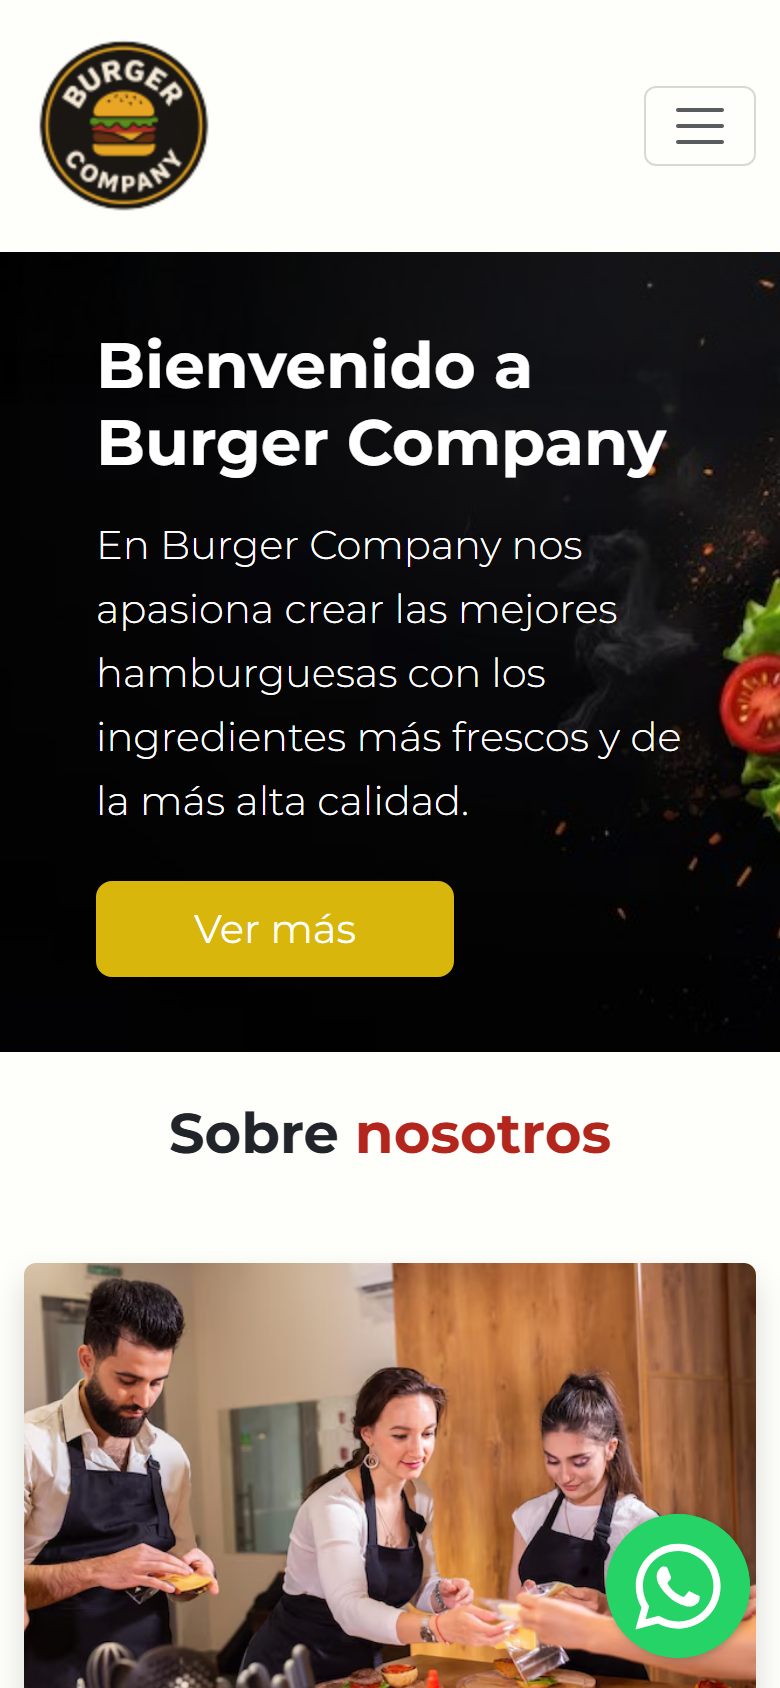 BURGER
COMPANY
Bienvenido a
Burger Company
En Burger Company nos
apasiona crear las mejores
hamburguesas con los
ingredientes más frescos y de
la más alta calidad.
Ver más
Sobre nosotros